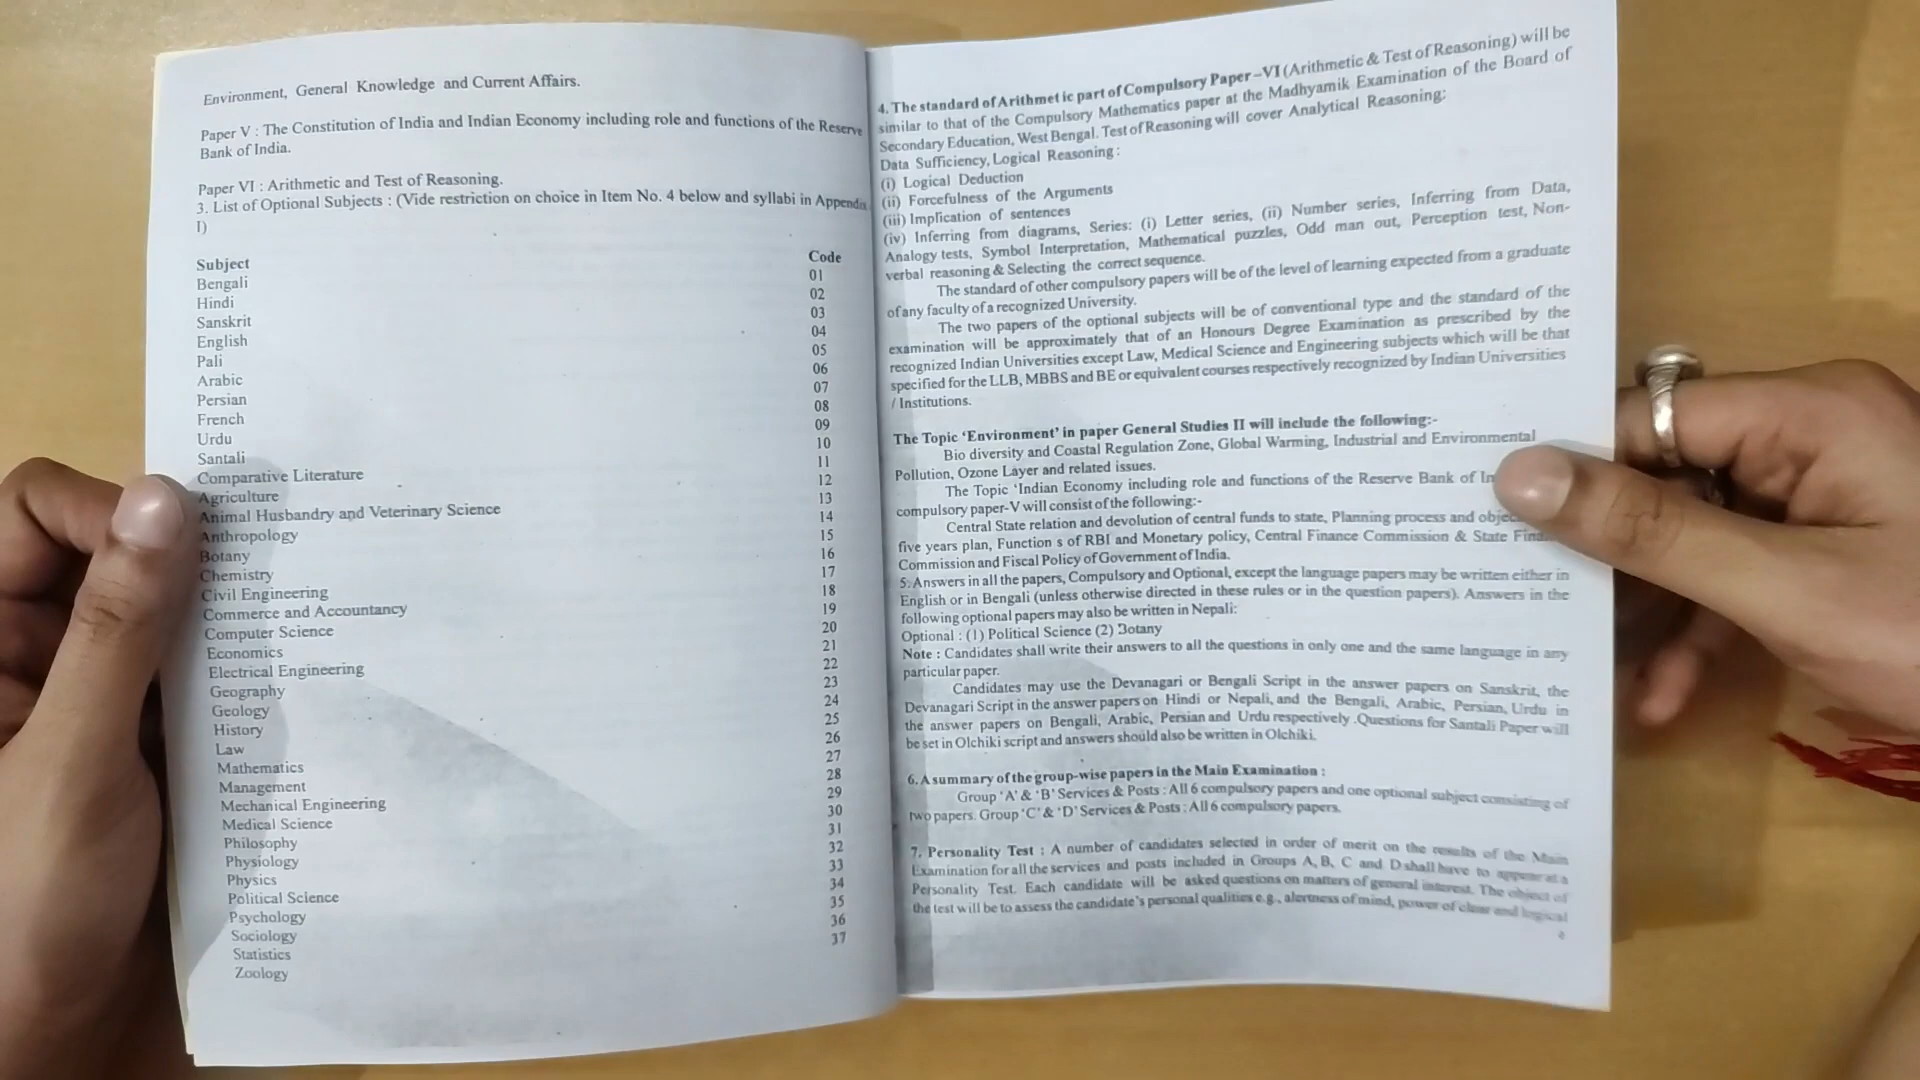 Environment, General Knowledge and Current Affairs.
Paper V : The Constitution of India and Indian Economy including role and functions of the Reserve
Bank of India.
Paper VI : Arithmetic and Test of Reasoning.
3. List of Optional Subjects : (Vide restriction on choice in Item No. 4 below and syllabi in Appendix
I)
Subject Code
Bengali 01
Hindi 02
Sanskrit 03
English 04
Pali 05
Arabic 06
Persian 07
French 08
Urdu 09
Santali 10
Comparative Literature 11
Agriculture 12
Animal Husbandry and Veterinary Science 13
Anthropology 14
Botany 15
Chemistry 16
Civil Engineering 17
Commerce and Accountancy 18
Computer Science 19
Economics 20
Electrical Engineering 21
Geography 22
Geology 23
History 24
Law 25
Mathematics 26
Management 27
Mechanical Engineering 28
Medical Science 29
Philosophy 30
Physiology 31
Physics 32
Political Science 33
Psychology 34
Sociology 35
Statistics 36
Zoology 37
4. The standard of Arithmet ic part of Compulsory Paper –VI (Arithmetic & Test of Reasoning) will be
similar to that of the Compulsory Mathematics paper at the Madhyamik Examination of the Board of
Secondary Education, West Bengal. Test of Reasoning will cover Analytical Reasoning:
Data Sufficiency, Logical Reasoning :
(i) Logical Deduction
(ii) Forcefulness of the Arguments
(iii) Implication of sentences
(iv) Inferring from diagrams, Series: (i) Letter series, (ii) Number series, Inferring from Data,
Analogy tests, Symbol Interpretation, Mathematical puzzles, Odd man out, Perception test, Non-
verbal reasoning & Selecting the correct sequence.
The standard of other compulsory papers will be of the level of learning expected from a graduate
of any faculty of a recognized University.
The two papers of the optional subjects will be of conventional type and the standard of the
examination will be approximately that of an Honours Degree Examination as prescribed by the
recognized Indian Universities except Law, Medical Science and Engineering subjects which will be that
specified for the LLB, MBBS and BE or equivalent courses respectively recognized by Indian Universities
/ Institutions.
The Topic ‘Environment’ in paper General Studies II will include the following:-
Bio diversity and Coastal Regulation Zone, Global Warming, Industrial and Environmental
Pollution, Ozone Layer and related issues.
The Topic ‘Indian Economy including role and functions of the Reserve Bank of
compulsory paper-V will consist of the following:-
Central State relation and devolution of central funds to state, Planning process and
five years plan, Function s of RBI and Monetary policy, Central Finance Commission & State
Commission and Fiscal Policy of Government of India.
5. Answers in all the papers, Compulsory and Optional, except the language papers may be written either in
English or in Bengali (unless otherwise directed in these rules or in the question papers). Answers in the
following optional papers may also be written in Nepali:
Optional : (1) Political Science (2) Botany
Note : Candidates shall write their answers to all the questions in only one and the same language in any
particular paper.
Candidates may use the Devanagari or Bengali Script in the answer papers on Sanskrit, the
Devanagari Script in the answer papers on Hindi or Nepali, and the Bengali, Arabic, Persian, Urdu in
the answer papers on Bengali, Arabic, Persian and Urdu respectively .Questions for Santali Paper will
be set in Olchiki script and answers should also be written in Olchiki.
6. A summary of the group-wise papers in the Main Examination :
Group ‘A’ & ‘B’ Services & Posts : All 6 compulsory papers and one optional subject consisting of
two papers. Group ‘C’ & ‘D’ Services & Posts : All 6 compulsory papers.
7. Personality Test : A number of candidates selected in order of merit on the results of the Main
Examination for all the services and posts included in Groups A, B, C and D shall have to appear at a
Personality Test. Each candidate will be asked questions on matters of general interest. The object of
the test will be to assess the candidate's personal qualities e.g., alertness of mind, power of clear and logical